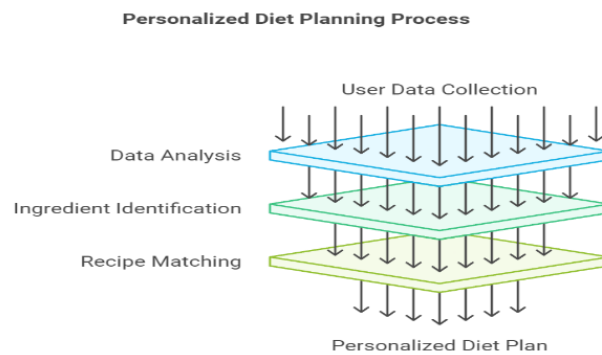 Personalized Diet Planning Process
User Data Collection
Data Analysis
Ingredient Identification
Recipe Matching
Personalized Diet Plan